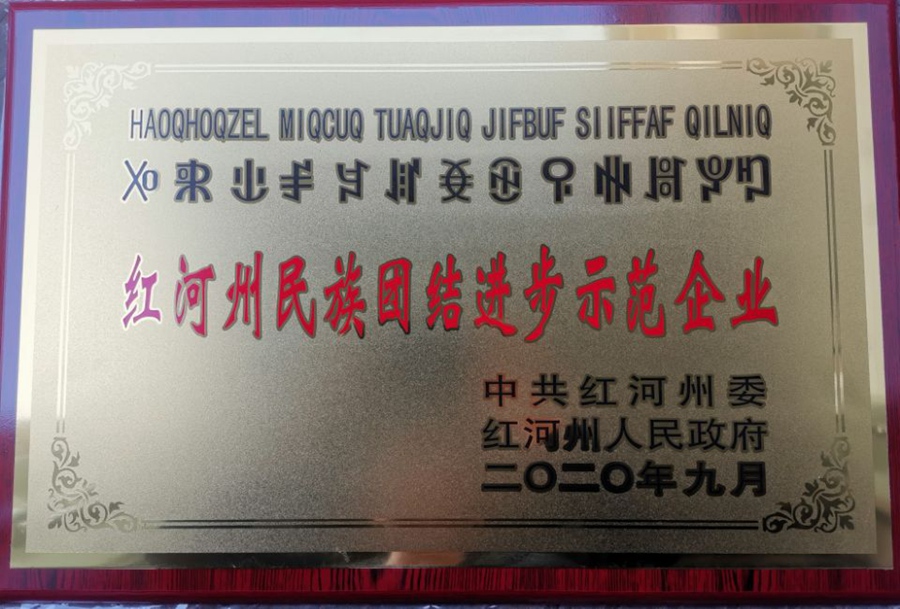 HAOQHOQZEL MIQCUQ TUAQJIQ JIFBUF SIIFFAF QILNIQ
红河州民族团结进步示范企业
中共红河州委
红河州人民政府
二〇二〇年九月